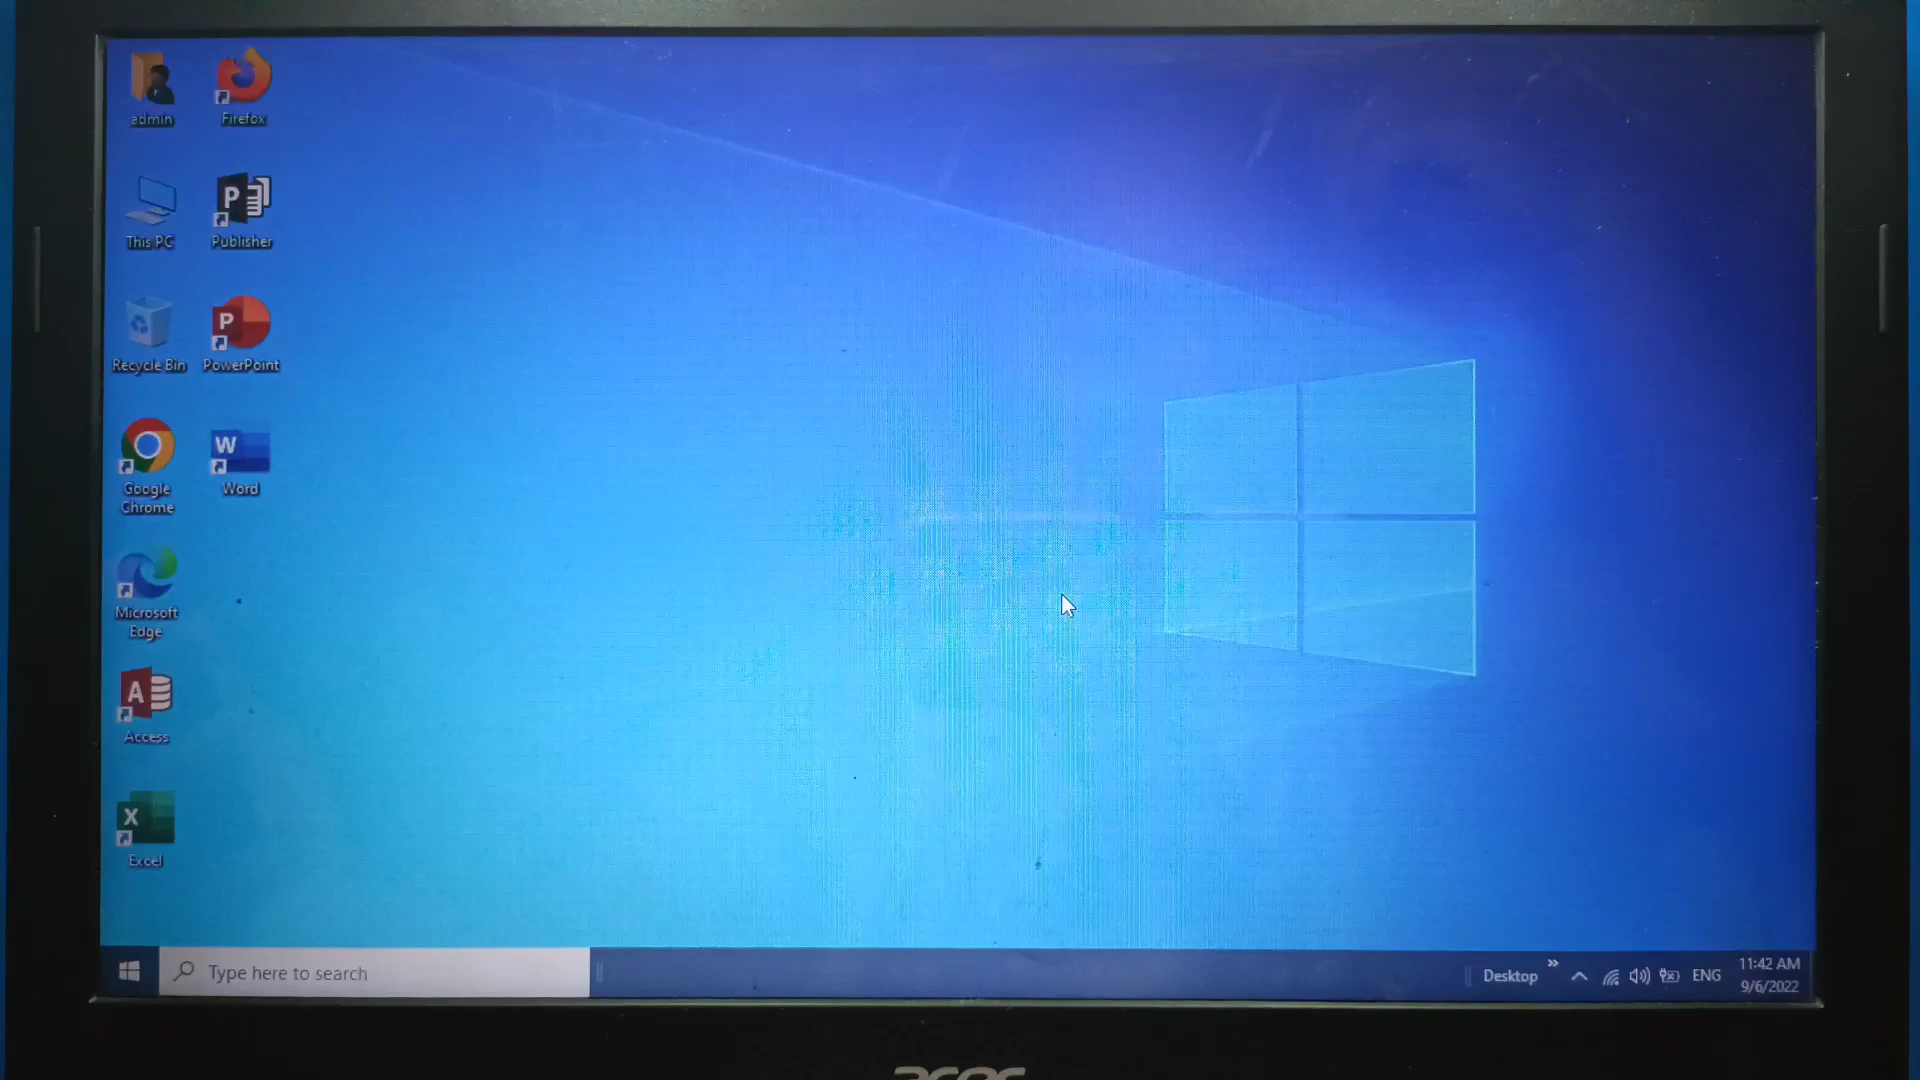 admin
Firefox
This PC
P
Publisher
Recycle Bin
P
PowerPoint
Google
Chrome
W
Word
Microsoft
Edge
A
Access
X
Excel
Type here to search
Desktop
ENG
11:42 AM
9/6/2022
acer